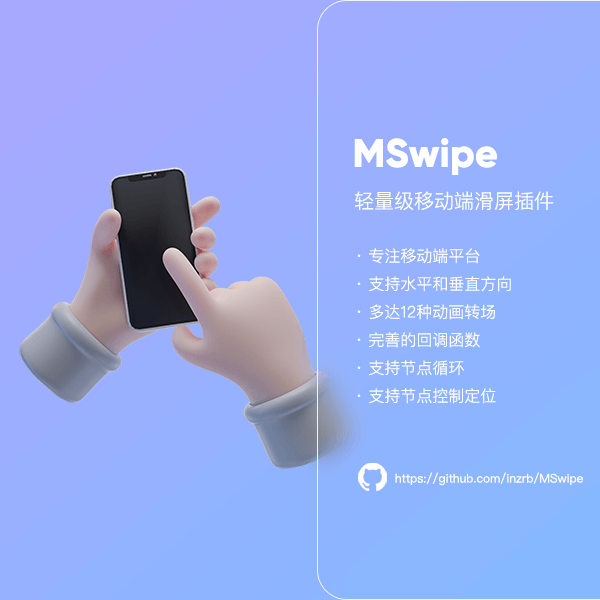 MSwipe
轻量级移动端滑屏插件
· 专注移动端平台
· 支持水平和垂直方向
· 多达12种动画转场
· 完善的回调函数
· 支持节点循环
· 支持节点控制定位
https://github.com/inzrb/MSwipe